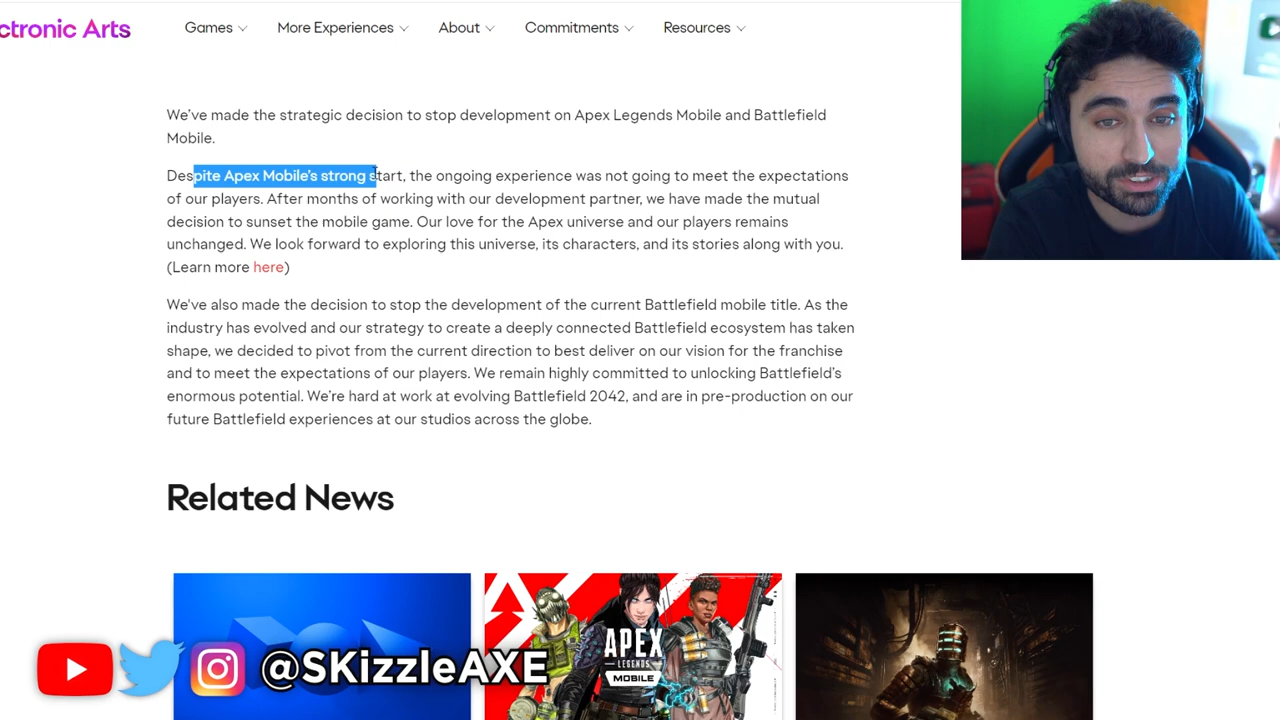 ctronic Arts
Games
More Experiences
About
Commitments
Resources
We've made the strategic decision to stop development on Apex Legends Mobile and Battlefield
Mobile.
Despite Apex Mobile's strong start, the ongoing experience was not going to meet the expectations
of our players. After months of working with our development partner, we have made the mutual
decision to sunset the mobile game. Our love for the Apex universe and our players remains
unchanged. We look forward to exploring this universe, its characters, and its stories along with you.
(Learn more here)
We've also made the decision to stop the development of the current Battlefield mobile title. As the
industry has evolved and our strategy to create a deeply connected Battlefield ecosystem has taken
shape, we decided to pivot from the current direction to best deliver on our vision for the franchise
and to meet the expectations of our players. We remain highly committed to unlocking Battlefield's
enormous potential. We're hard at work at evolving Battlefield 2042, and are in pre-production on our
future Battlefield experiences at our studios across the globe.
Related News
APEX
LEGENDS
MOBILE
@SKizzleAXE